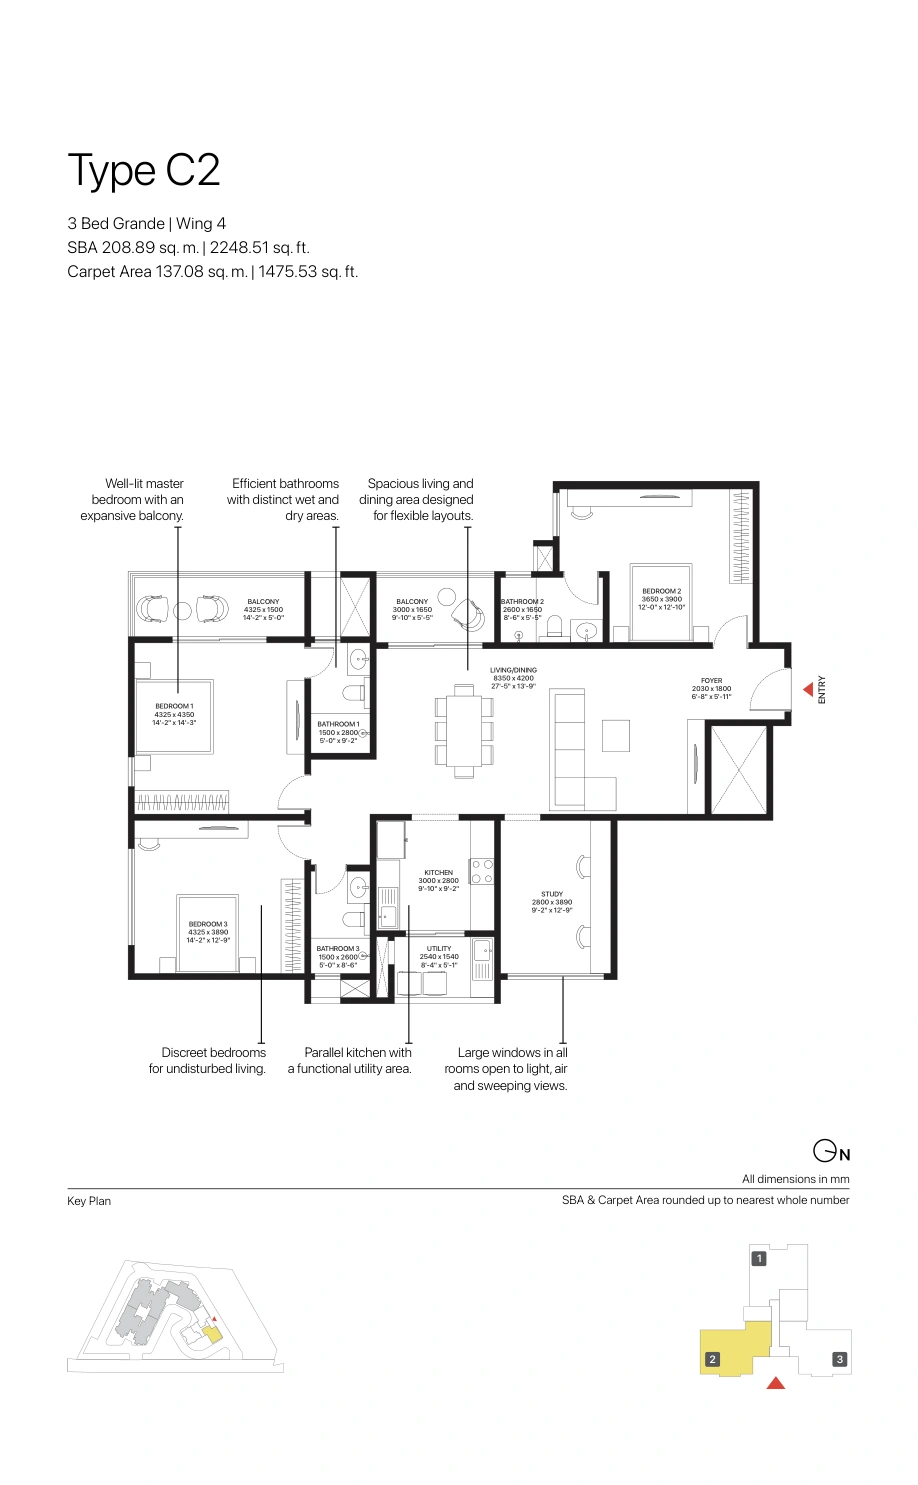 Type C2
3 Bed Grande | Wing 4
SBA 208.89 sq. m. | 2248.51 sq. ft.
Carpet Area 137.08 sq. m. | 1475.53 sq. ft.
Well-lit master
bedroom with an
expansive balcony.
Efficient bathrooms
with distinct wet and
dry areas.
Spacious living and
dining area designed
for flexible layouts.
BALCONY
4325 x 1500
14'-2" x 5'-0"
BALCONY
3000 x 1650
9'-10" x 5'-5"
BATHROOM 2
2600 x 1650
8'-6" x 5'-5"
BEDROOM 2
3650 x 3900
12'-0" x 12'-10"
LIVING/DINING
8350 x 4200
27'-5" x 13'-9"
FOYER
2030 x 1800
6'-8" x 5'-11"
ENTRY
BEDROOM 1
4325 x 4350
14'-2" x 14'-3"
BATHROOM 1
1500 x 2800
5'-0" x 9'-2"
KITCHEN
3000 x 2800
9'-10" x 9'-2"
STUDY
2800 x 3890
9'-2" x 12'-9"
BEDROOM 3
4325 x 3890
14'-2" x 12'-9"
BATHROOM 3
1500 x 2600
5'-0" x 8'-6"
UTILITY
2540 x 1540
8'-4" x 5'-1"
Discreet bedrooms
for undisturbed living.
Parallel kitchen with
a functional utility area.
Large windows in all
rooms open to light, air
and sweeping views.
N
All dimensions in mm
Key Plan
SBA & Carpet Area rounded up to nearest whole number
1
2
3